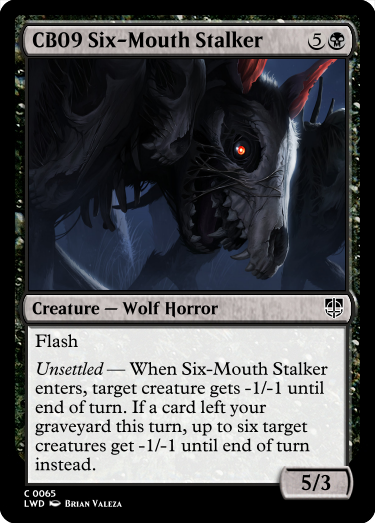 CB09 Six-Mouth Stalker 5
Creature — Wolf Horror
Flash
Unsettled — When Six-Mouth Stalker
enters, target creature gets -1/-1 until
end of turn. If a card left your
graveyard this turn, up to six target
creatures get -1/-1 until end of turn
instead.
5/3
C 0065
LWD Brian Valeza